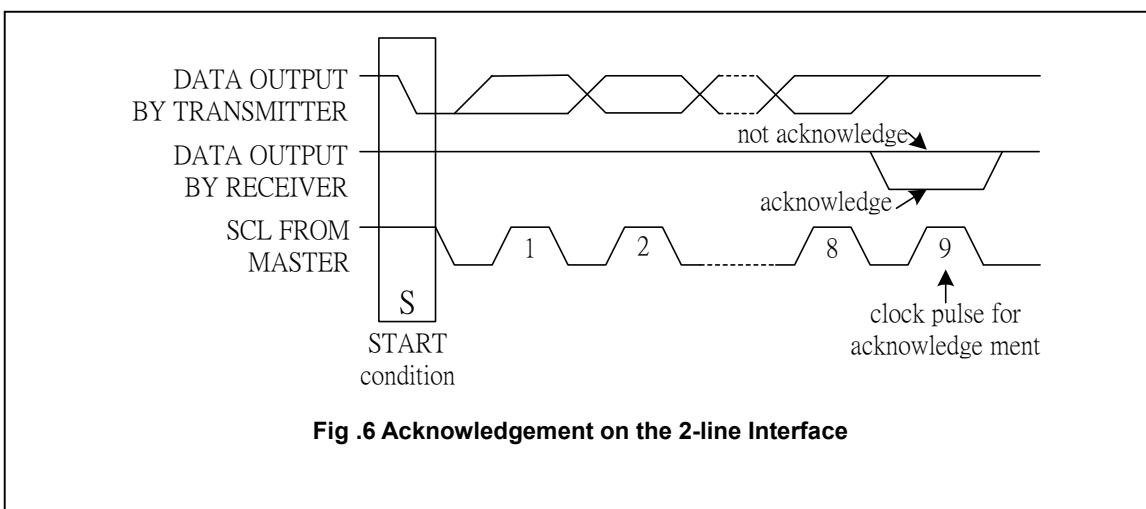 DATA OUTPUT
BY TRANSMITTER
not acknowledge
DATA OUTPUT
BY RECEIVER
acknowledge
SCL FROM
MASTER
1
2
8
9
S
START
condition
clock pulse for
acknowledge ment
Fig .6 Acknowledgement on the 2-line Interface